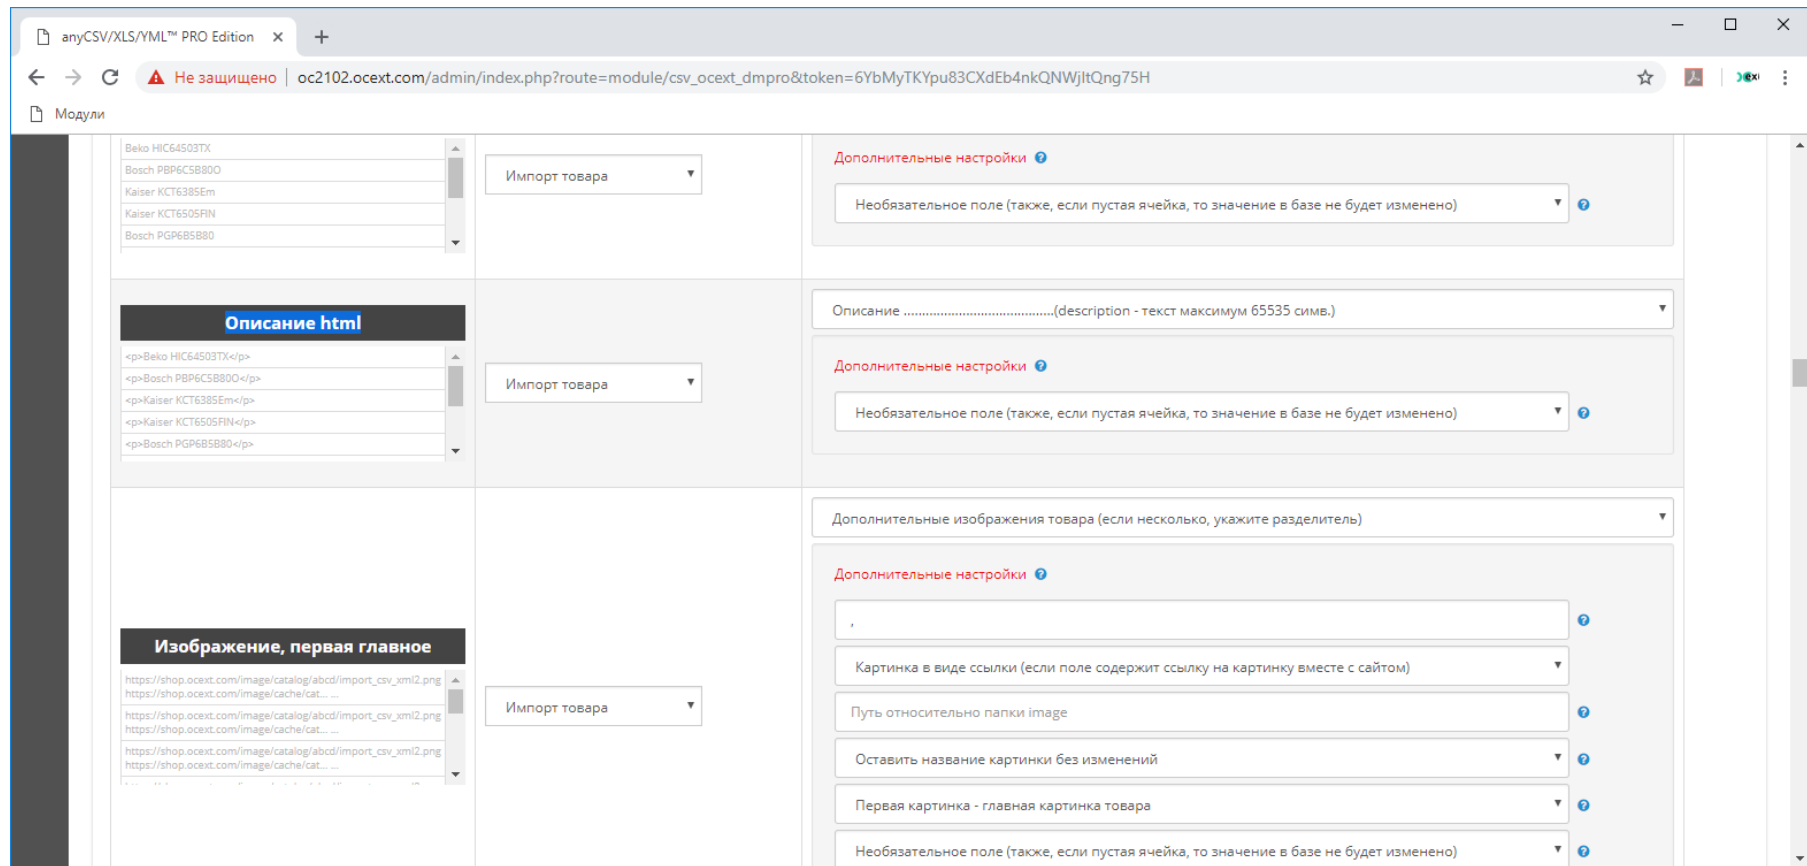 anyCSV/XLS/YML™ PRO Edition
Не защищено | oc2102.ocext.com/admin/index.php?route=module/csv_ocext_dmpro&token=6YbMyTKYpu83CXdEb4nkQNWjltQng75H
Модули
Beko HIC64503TX
Bosch PBP6C5B80O
Kaiser KCT6385Em
Kaiser KCT6505FIN
Bosch PGP6B5B80
Импорт товара
Дополнительные настройки
Необязательное поле (также, если пустая ячейка, то значение в базе не будет изменено)
Описание html
<p>Beko HIC64503TX</p>
<p>Bosch PBP6C5B80O</p>
<p>Kaiser KCT6385Em</p>
<p>Kaiser KCT6505FIN</p>
<p>Bosch PGP6B5B80</p>
Импорт товара
Описание .........................................(description - текст максимум 65535 симв.)
Дополнительные настройки
Необязательное поле (также, если пустая ячейка, то значение в базе не будет изменено)
Изображение, первая главное
https://shop.ocext.com/image/catalog/abcd/import_csv_xml2.png
https://shop.ocext.com/image/cache/cat... ...
https://shop.ocext.com/image/catalog/abcd/import_csv_xml2.png
https://shop.ocext.com/image/cache/cat... ...
https://shop.ocext.com/image/catalog/abcd/import_csv_xml2.png
https://shop.ocext.com/image/cache/cat... ...
Импорт товара
Дополнительные изображения товара (если несколько, укажите разделитель)
Дополнительные настройки
,
Картинка в виде ссылки (если поле содержит ссылку на картинку вместе с сайтом)
Путь относительно папки image
Оставить название картинки без изменений
Первая картинка - главная картинка товара
Необязательное поле (также, если пустая ячейка, то значение в базе не будет изменено)